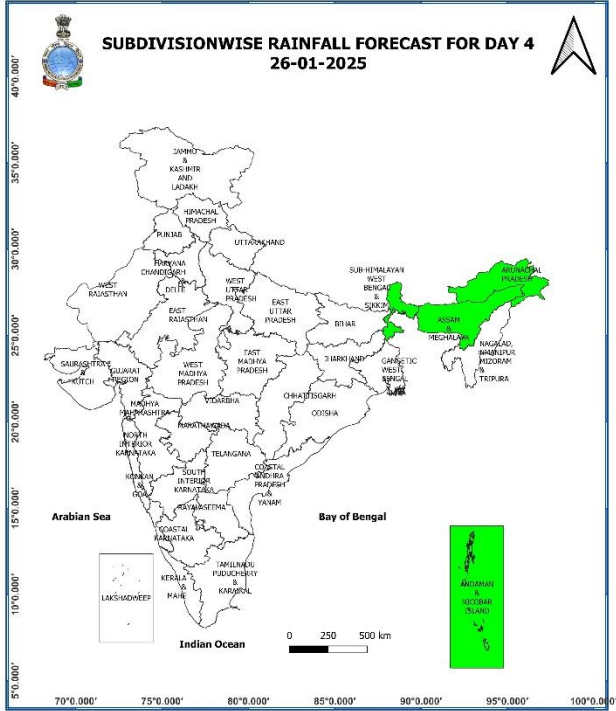 SUBDIVISIONWISE RAINFALL FORECAST FOR DAY 4
26-01-2025
40°0.000'
35°0.000'
30°0.000'
25°0.000'
20°0.000'
15°0.000'
10°0.000'
5°0.000'
JAMMO
&
KASHMIR
AND
LADAKH
HIMACHAL
PRADESH
PUNJAB
UTTARAKHAND
HARYANA
CHANDIGARH
&
DELHI
WEST
RAJASTHAN
WEST
UTTAR
PRADESH
EAST
RAJASTHAN
EAST
UTTAR
PRADESH
SUB-HIMALAYAN
WEST
BENGAL
&
SIKKIM
ARUNACHAL
PRADESH
ASSAM
&
MEGHALAYA
BIHAR
NAGALAD,
MANIPUR
MIZORAM
&
TRIPURA
SAURASHTRA
&
KUTCH
GUJARAT
REGION
WEST
MADHYA
PRADESH
EAST
MADHYA
PRADESH
JHARKHAND
GANSETIC
WEST
BENGAL
MADHYA
MAHARASHTRA
VIDARBHA
CHHATTISGARH
ODISHA
MARATHAWADA
NORTH
INTERIOR
KARNATAKA
TELANGANA
KONKAN
&
GOA
SOUTH
INTERIOR
KARNATAKA
COASTAL
ANDHRA
PRADESH
&
YANAM
RAYALASEEMA
Arabian Sea
Bay of Bengal
COASTAL
KARNATAKA
LAKSHADWEEP
KERALA
&
MAHE
TAMILNADU
PUDUCHERRY
&
KARAIKAL
ANDAMAN
&
NICOBAR
ISLAND
Indian Ocean
0 250 500 km
70°0.000' 75°0.000' 80°0.000' 85°0.000' 90°0.000' 95°0.000' 100°0.000'